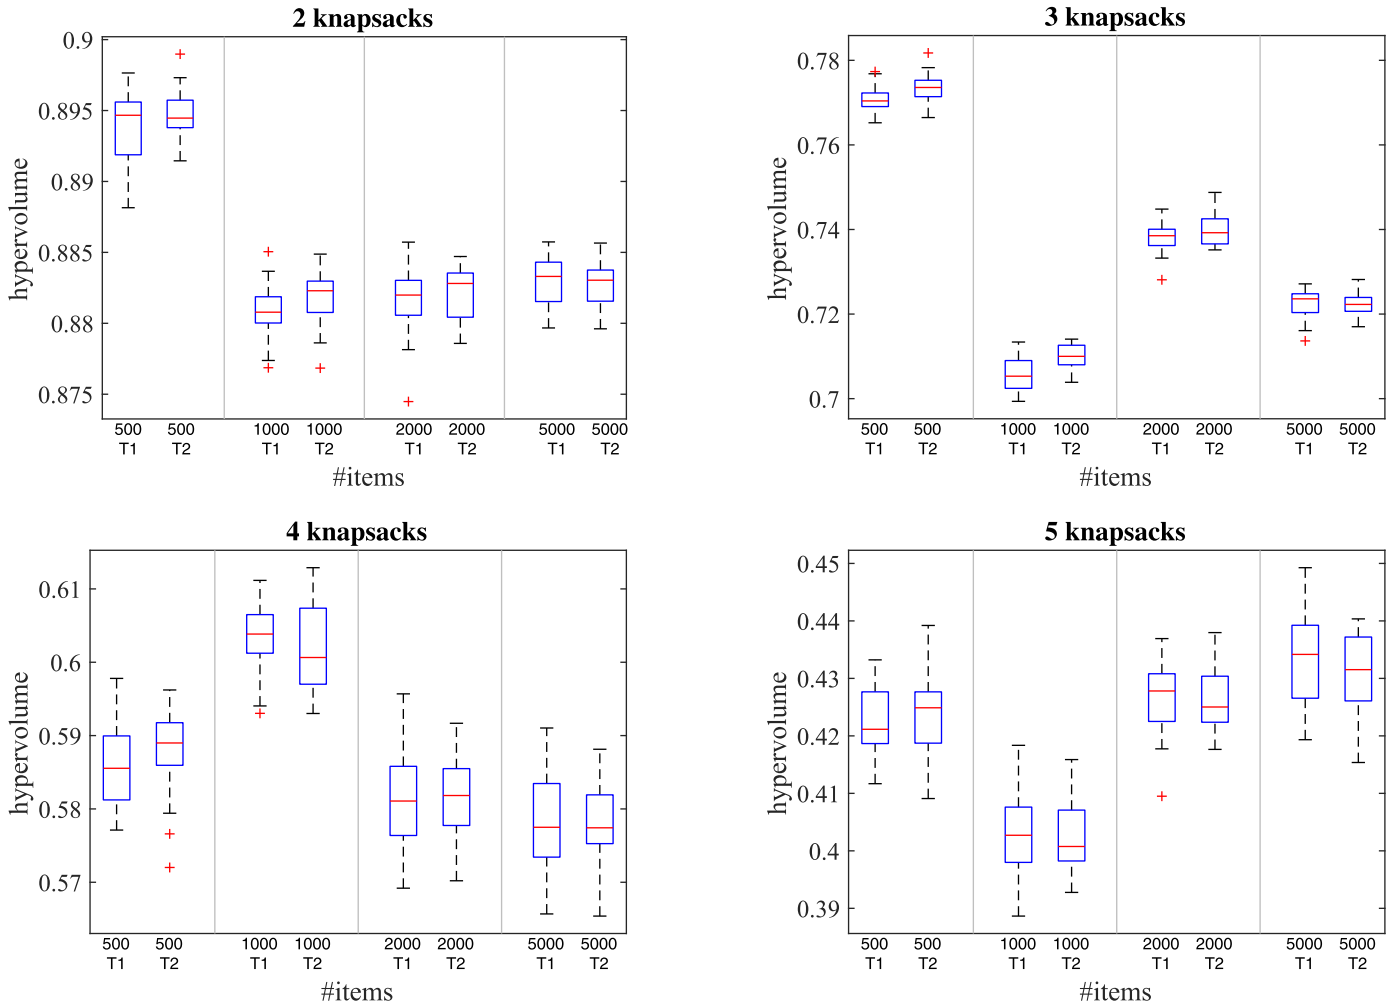 2 knapsacks
0.9
0.895
0.89
0.885
0.88
0.875
hypervolume
500 500 1000 1000 2000 2000 5000 5000
T1 T2 T1 T2 T1 T2 T1 T2
#items
3 knapsacks
0.78
0.76
0.74
0.72
0.7
hypervolume
500 500 1000 1000 2000 2000 5000 5000
T1 T2 T1 T2 T1 T2 T1 T2
#items
4 knapsacks
0.61
0.6
0.59
0.58
0.57
hypervolume
500 500 1000 1000 2000 2000 5000 5000
T1 T2 T1 T2 T1 T2 T1 T2
#items
5 knapsacks
0.45
0.44
0.43
0.42
0.41
0.4
0.39
hypervolume
500 500 1000 1000 2000 2000 5000 5000
T1 T2 T1 T2 T1 T2 T1 T2
#items